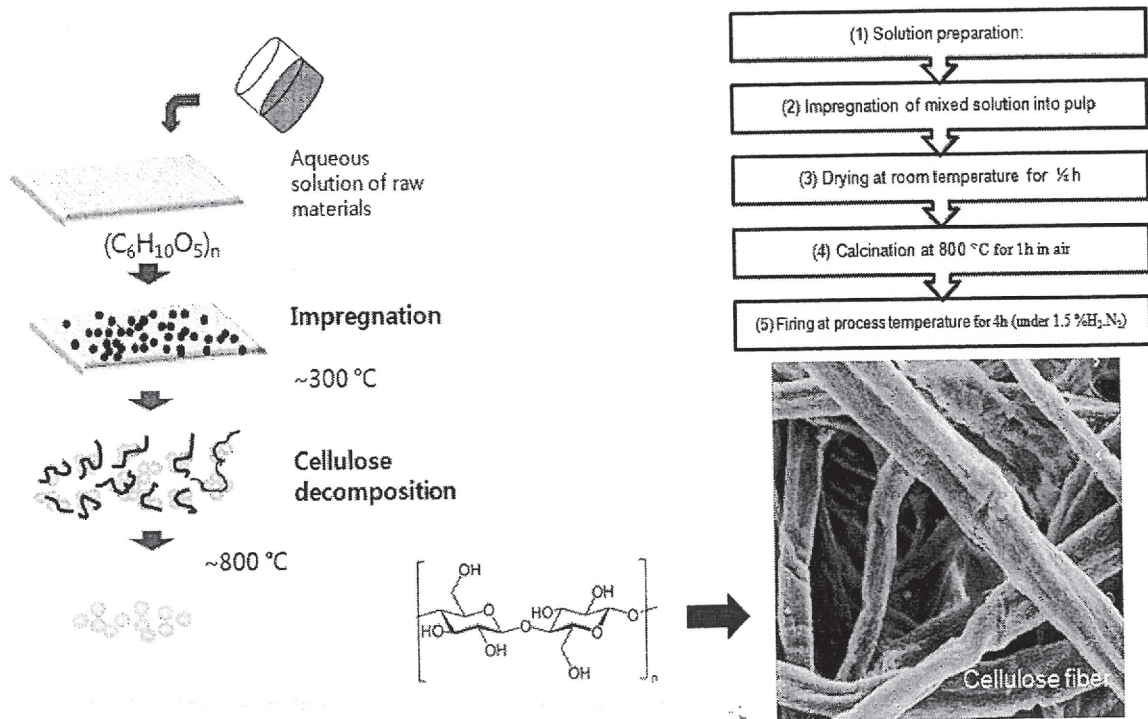 Aqueous
solution of raw
materials
(C₆H₁₀O₅)ₙ
Impregnation
~300 °C
Cellulose
decomposition
~800 °C
(1) Solution preparation:
(2) Impregnation of mixed solution into pulp
(3) Drying at room temperature for ½ h
(4) Calcination at 800 °C for 1h in air
(5) Firing at process temperature for 4h (under 1.5 %H₂-N₂)
OH
HO
OH
O
O
HO
OH
O
O
OH
n
Cellulose fiber